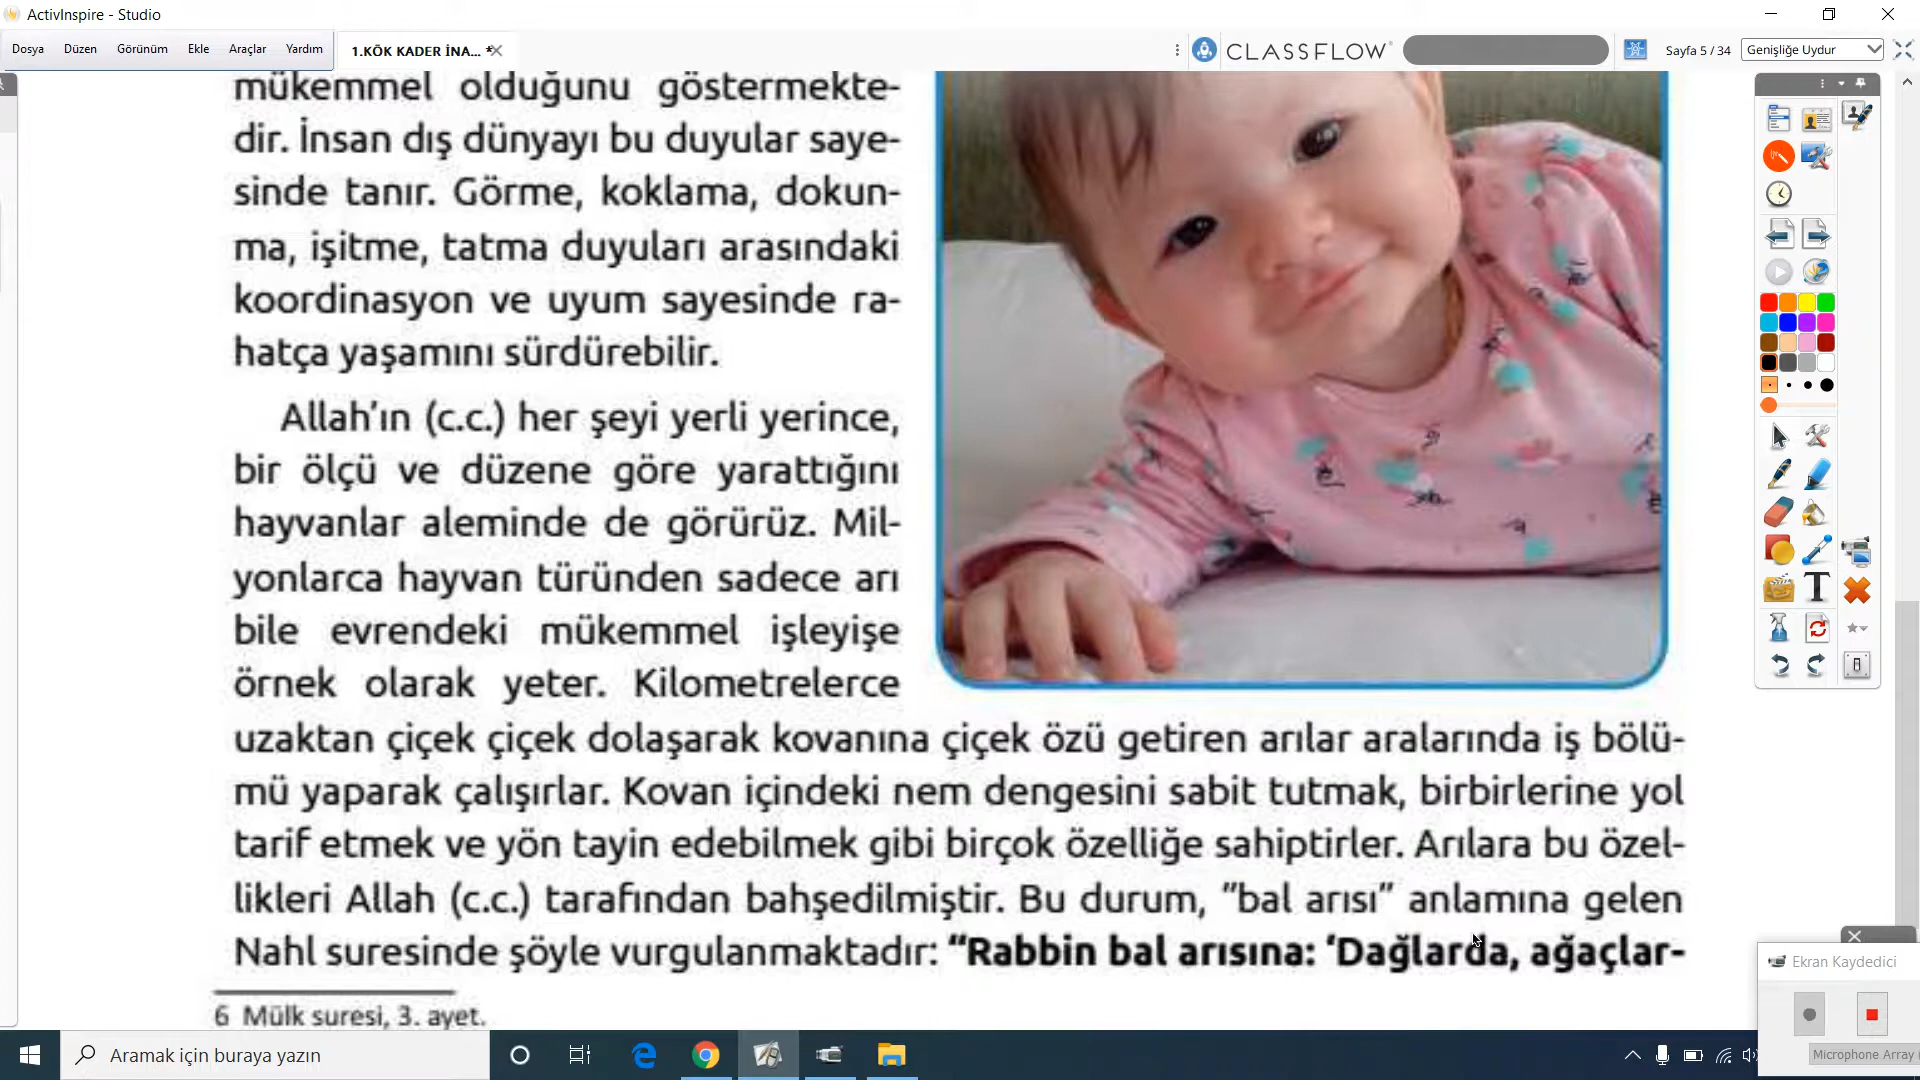 ActivInspire - Studio
Dosya Düzen Görünüm Ekle Araçlar Yardım
1.KÖK KADER İNA... *
CLASSFLOW
Sayfa 5 / 34
Genişliğe Uydur
mükemmel olduğunu göstermekte-
dir. İnsan dış dünyayı bu duyular saye-
sinde tanır. Görme, koklama, dokun-
ma, işitme, tatma duyuları arasındaki
koordinasyon ve uyum sayesinde ra-
hatça yaşamını sürdürebilir.
Allah’ın (c.c.) her şeyi yerli yerince,
bir ölçü ve düzene göre yarattığını
hayvanlar aleminde de görürüz. Mil-
yonlarca hayvan türünden sadece arı
bile evrendeki mükemmel işleyişe
örnek olarak yeter. Kilometrelerce
uzaktan çiçek çiçek dolaşarak kovanına çiçek özü getiren arılar aralarında iş bölü-
mü yaparak çalışırlar. Kovan içindeki nem dengesini sabit tutmak, birbirlerine yol
tarif etmek ve yön tayin edebilmek gibi birçok özelliğe sahiptirler. Arılara bu özel-
likleri Allah (c.c.) tarafından bahşedilmiştir. Bu durum, “bal arısı” anlamına gelen
Nahl suresinde şöyle vurgulanmaktadır: “Rabbin bal arısına: ‘Dağlarda, ağaçlar-
6 Mülk suresi, 3. ayet.
Ekran Kaydedici
Microphone Array
Aramak için buraya yazın